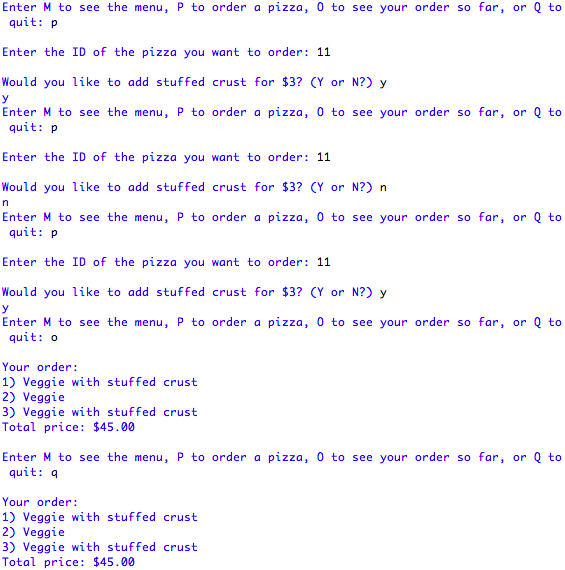 Enter M to see the menu, P to order a pizza, O to see your order so far, or Q to
quit: p
Enter the ID of the pizza you want to order: 11
Would you like to add stuffed crust for $3? (Y or N?) y
y
Enter M to see the menu, P to order a pizza, O to see your order so far, or Q to
quit: p
Enter the ID of the pizza you want to order: 11
Would you like to add stuffed crust for $3? (Y or N?) n
n
Enter M to see the menu, P to order a pizza, O to see your order so far, or Q to
quit: p
Enter the ID of the pizza you want to order: 11
Would you like to add stuffed crust for $3? (Y or N?) y
y
Enter M to see the menu, P to order a pizza, O to see your order so far, or Q to
quit: o
Your order:
1) Veggie with stuffed crust
2) Veggie
3) Veggie with stuffed crust
Total price: $45.00
Enter M to see the menu, P to order a pizza, O to see your order so far, or Q to
quit: q
Your order:
1) Veggie with stuffed crust
2) Veggie
3) Veggie with stuffed crust
Total price: $45.00